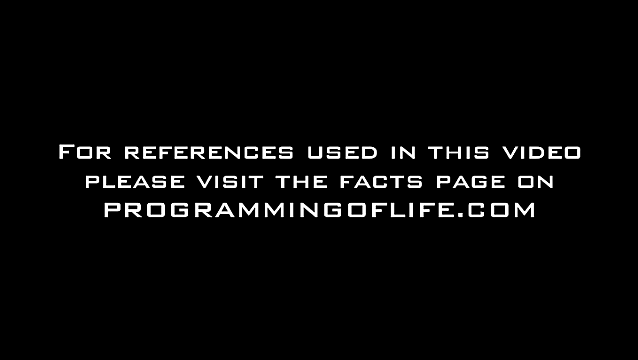 For references used in this video
please visit the facts page on
programmingoflife.com